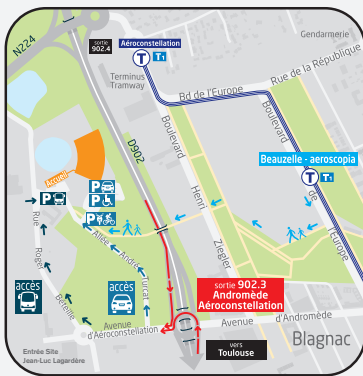 N224
sortie
902.4
Aéroconstellation
T T1
Gendarmerie
Terminus
Tramway
Bd de l'Europe
Rue de la République
D902
Boulevard
Boulevard
Beauzelle - aeroscopia
T T1
Accueil
P
P
P
Henri
de
Rue
Allée André
Turcat
Ziegler
l'Europe
Roger
accès
accès
sortie 902.3
Andromède
Aéroconstellation
Béteille
Avenue
d'Aéroconstellation
Avenue d'Andromède
vers
Toulouse
Blagnac
Entrée Site
Jean-Luc Lagardère